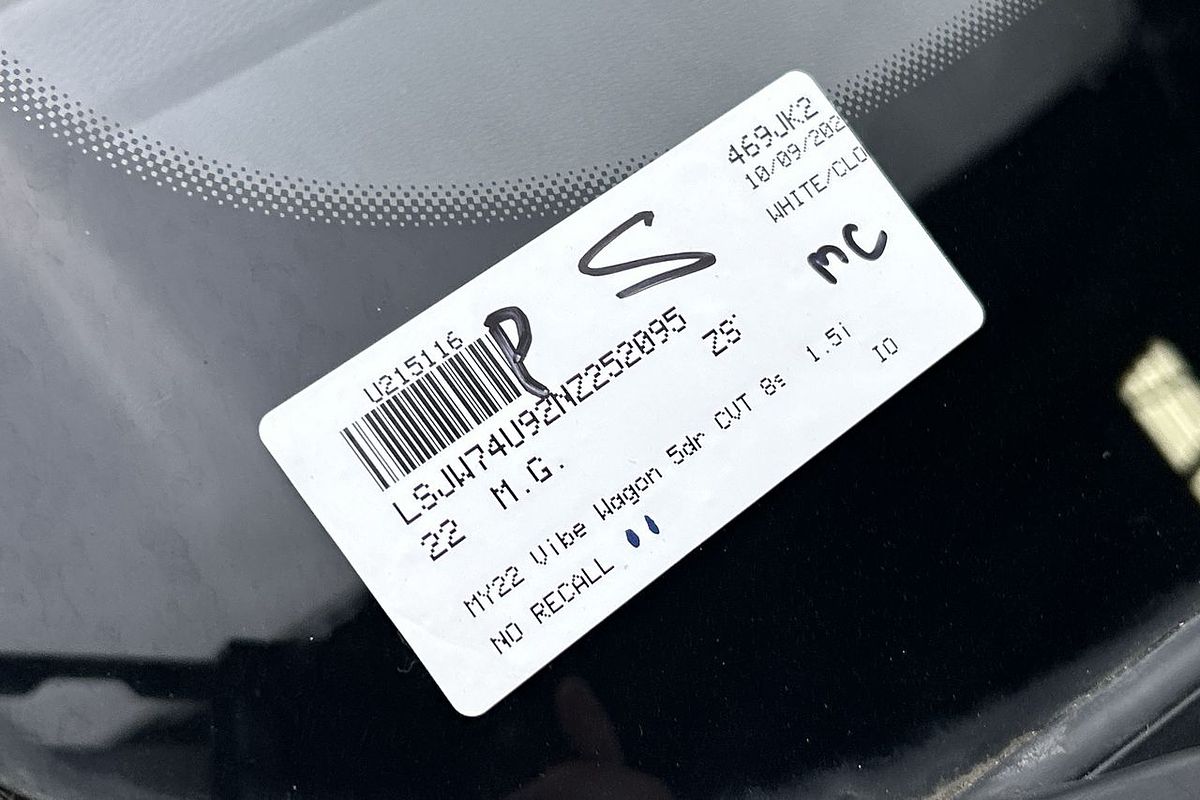 469JK2
10/09/202
WHITE/CLO
S
MC
U215116
R
LSJW74U92NZ252095
22 M.G. ZS
MY22 Vibe Wagon 5dr CVT 8s 1.5i
NO RECALL
IO